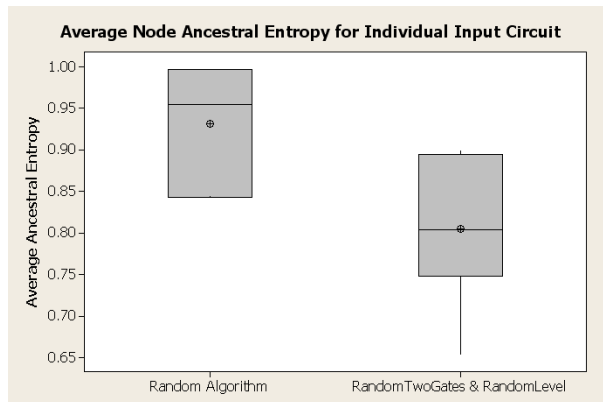 Average Node Ancestral Entropy for Individual Input Circuit
Average Ancestral Entropy
1.00
0.95
0.90
0.85
0.80
0.75
0.70
0.65
Random Algorithm
RandomTwoGates & RandomLevel